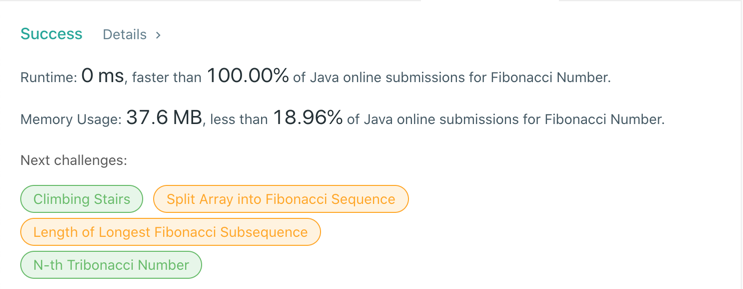 Success Details >
Runtime: 0 ms, faster than 100.00% of Java online submissions for Fibonacci Number.
Memory Usage: 37.6 MB, less than 18.96% of Java online submissions for Fibonacci Number.
Next challenges:
Climbing Stairs Split Array into Fibonacci Sequence
Length of Longest Fibonacci Subsequence
N-th Tribonacci Number